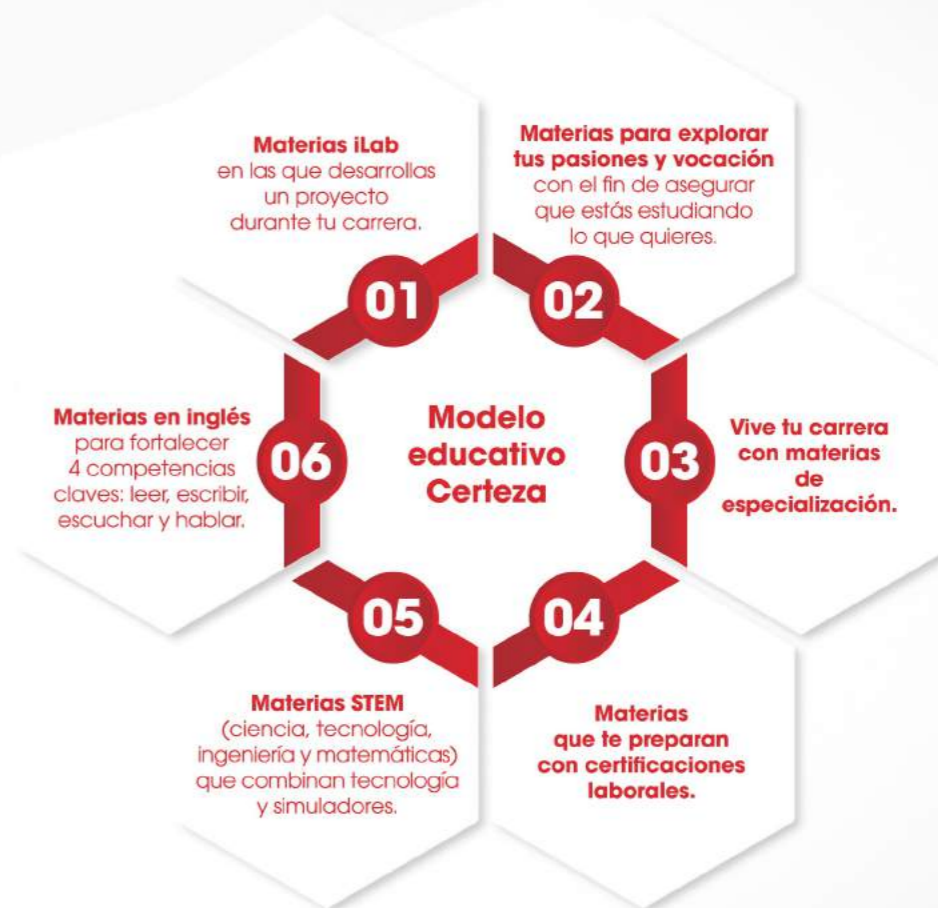 Modelo
educativo
Certeza
01
Materias iLab
en las que desarrollas
un proyecto
durante tu carrera.
02
Materias para explorar
tus pasiones y vocación
con el fin de asegurar
que estás estudiando
lo que quieres.
03
Vive tu carrera
con materias
de
especialización.
04
Materias
que te preparan
con certificaciones
laborales.
05
Materias STEM
(ciencia, tecnología,
ingeniería y matemáticas)
que combinan tecnología
y simuladores.
06
Materias en inglés
para fortalecer
4 competencias
claves: leer, escribir,
escuchar y hablar.